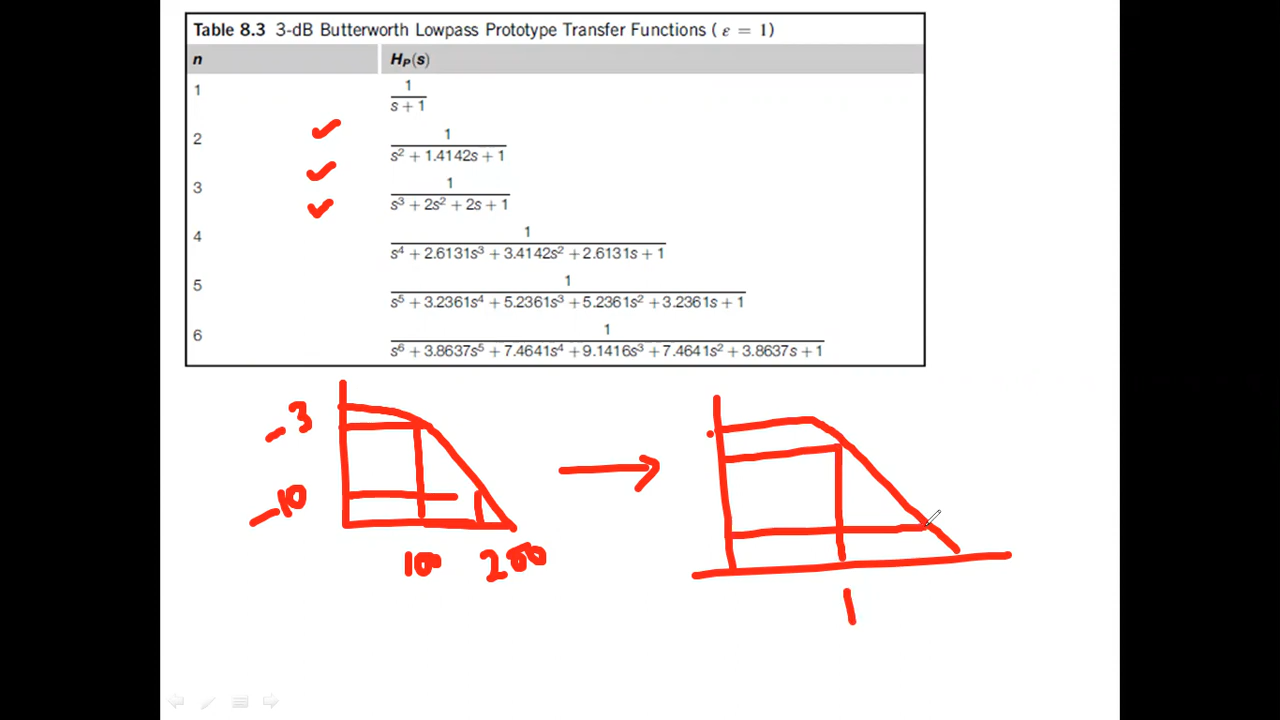 Table 8.3 3-dB Butterworth Lowpass Prototype Transfer Functions ( ε = 1)
n H_P(s)
1 1/(s + 1)
2 1/(s² + 1.4142s + 1)
3 1/(s³ + 2s² + 2s + 1)
4 1/(s⁴ + 2.6131s³ + 3.4142s² + 2.6131s + 1)
5 1/(s⁵ + 3.2361s⁴ + 5.2361s³ + 5.2361s² + 3.2361s + 1)
6 1/(s⁶ + 3.8637s⁵ + 7.4641s⁴ + 9.1416s³ + 7.4641s² + 3.8637s + 1)
-3
-10
100 200
1